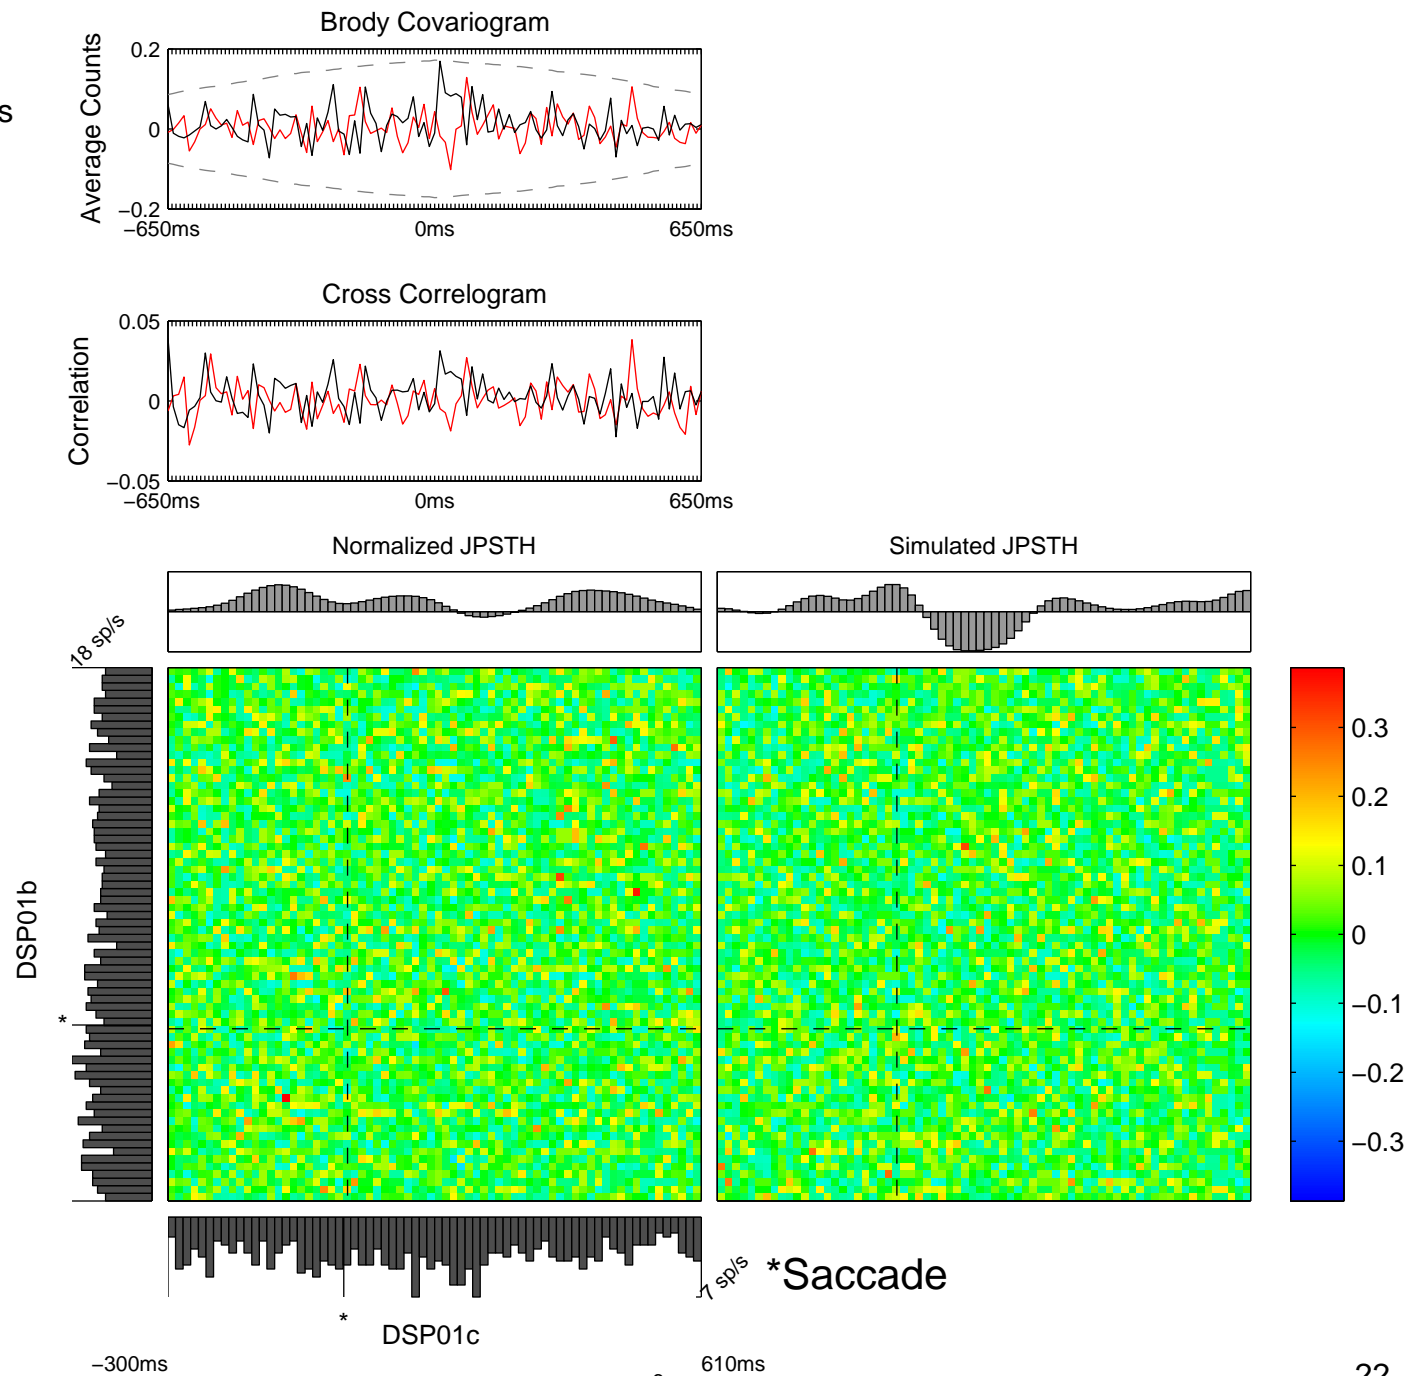 Brody Covariogram
s
Average Counts
0.2
0
−0.2
−650ms 0ms 650ms
Cross Correlogram
Correlation
0.05
0
−0.05
−650ms 0ms 650ms
Normalized JPSTH
Simulated JPSTH
18 sp/s
DSP01b
*
0.3
0.2
0.1
0
−0.1
−0.2
−0.3
7 sp/s
*Saccade
*
DSP01c
−300ms 610ms